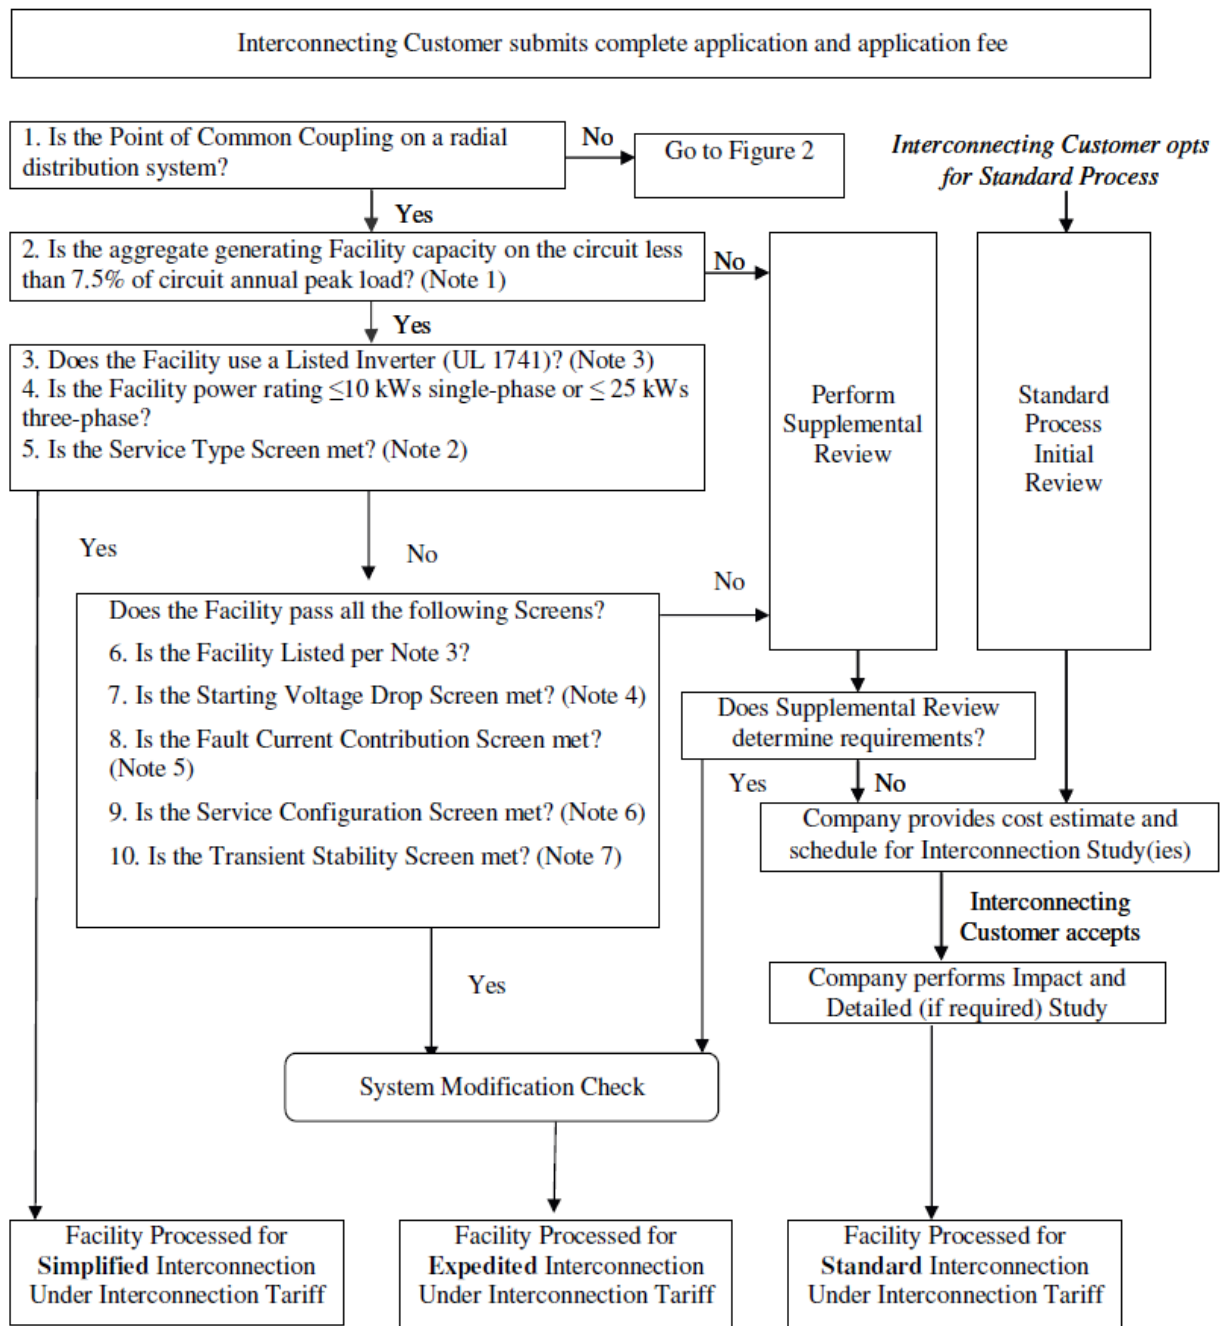 Interconnecting Customer submits complete application and application fee
1. Is the Point of Common Coupling on a radial
distribution system?
No
Go to Figure 2
Interconnecting Customer opts
for Standard Process
Yes
2. Is the aggregate generating Facility capacity on the circuit less
than 7.5% of circuit annual peak load? (Note 1)
No
Yes
3. Does the Facility use a Listed Inverter (UL 1741)? (Note 3)
4. Is the Facility power rating ≤10 kWs single-phase or ≤ 25 kWs
three-phase?
5. Is the Service Type Screen met? (Note 2)
Perform
Supplemental
Review
Standard
Process
Initial
Review
Yes
No
No
Does the Facility pass all the following Screens?
6. Is the Facility Listed per Note 3?
7. Is the Starting Voltage Drop Screen met? (Note 4)
8. Is the Fault Current Contribution Screen met?
(Note 5)
9. Is the Service Configuration Screen met? (Note 6)
10. Is the Transient Stability Screen met? (Note 7)
Does Supplemental Review
determine requirements?
Yes
No
Company provides cost estimate and
schedule for Interconnection Study(ies)
Interconnecting
Customer accepts
Company performs Impact and
Detailed (if required) Study
Yes
System Modification Check
Facility Processed for
Simplified Interconnection
Under Interconnection Tariff
Facility Processed for
Expedited Interconnection
Under Interconnection Tariff
Facility Processed for
Standard Interconnection
Under Interconnection Tariff